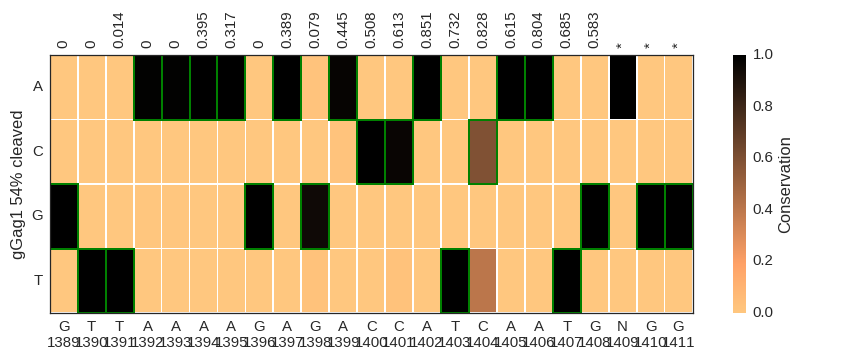 0 0 0.014 0 0 0.395 0.317 0 0.389 0.079 0.445 0.508 0.613 0.851 0.732 0.828 0.615 0.804 0.685 0.583 * * *
gGag1 54% cleaved
A
C
G
T
G T T A A A A G A G A C C A T C A A T G N G G
1389 1390 1391 1392 1393 1394 1395 1396 1397 1398 1399 1400 1401 1402 1403 1404 1405 1406 1407 1408 1409 1410 1411
1.0
0.8
0.6
0.4
0.2
0.0
Conservation